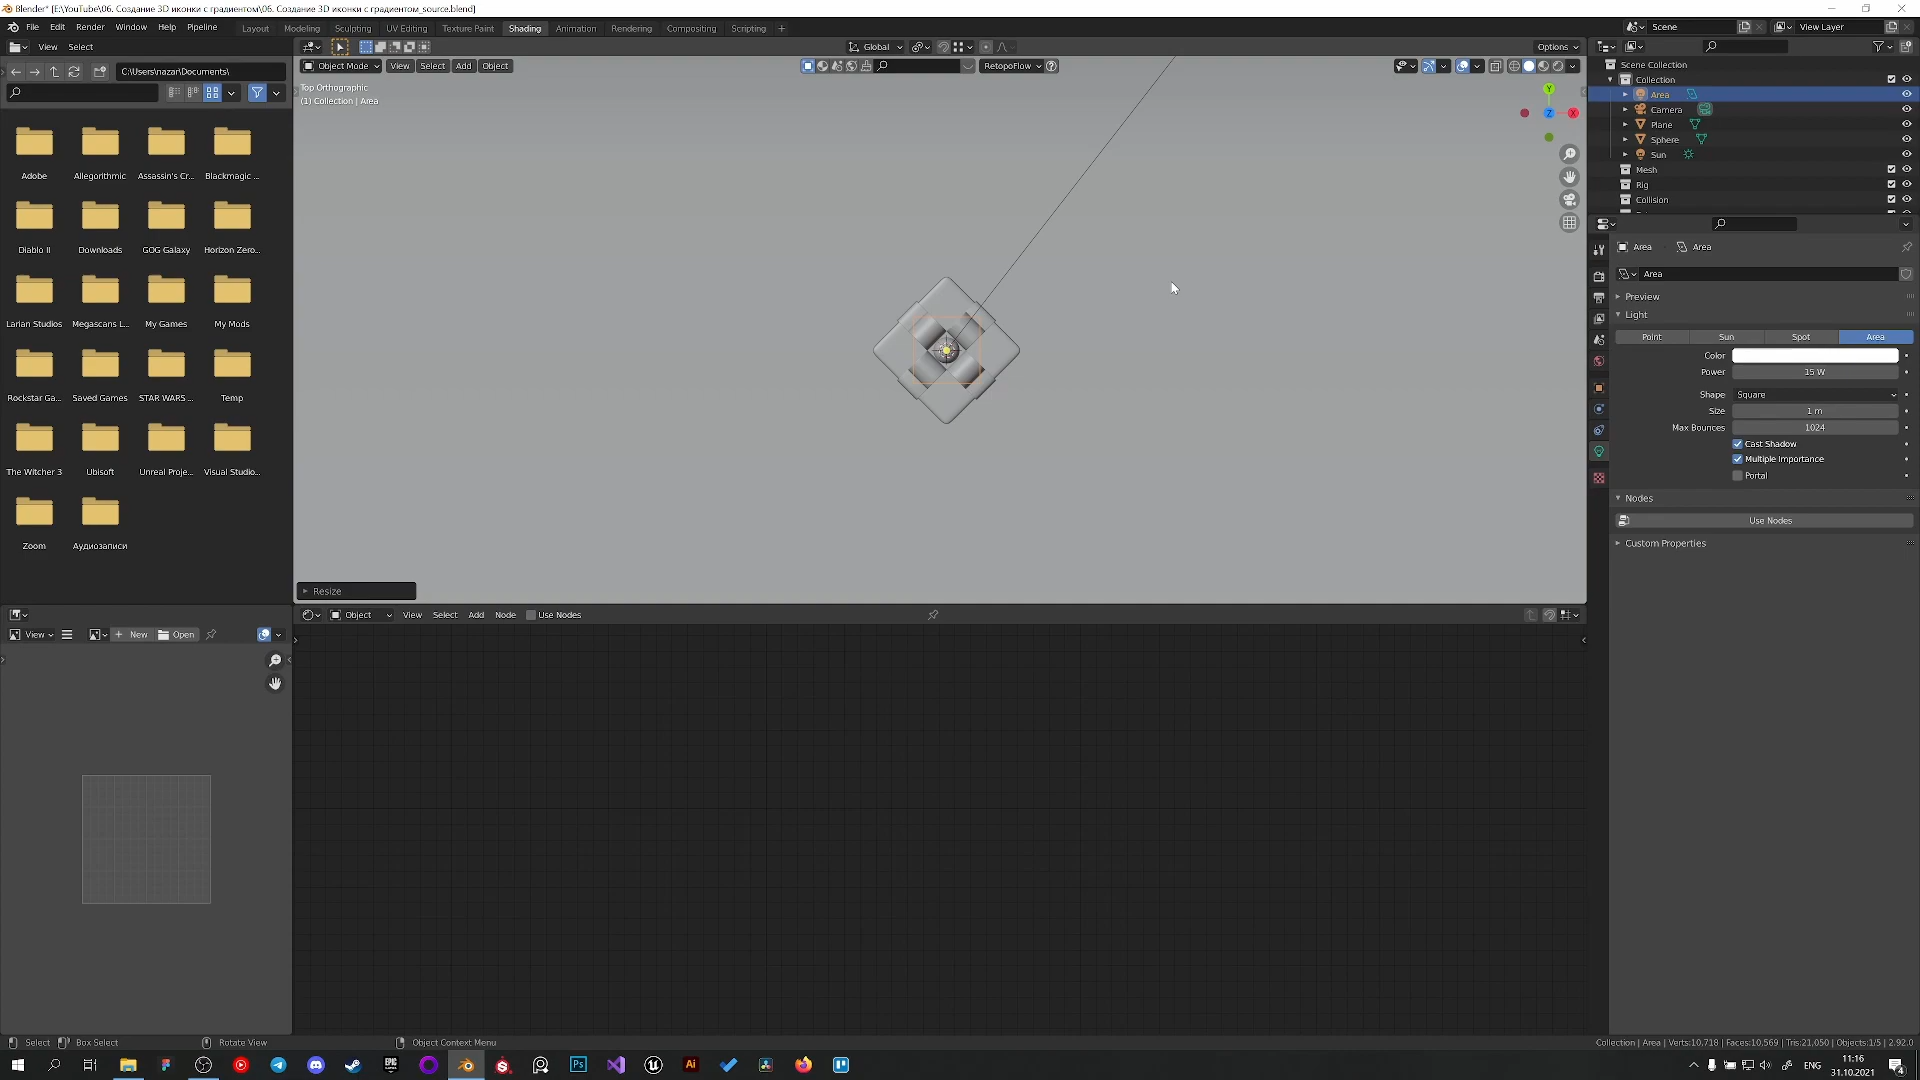 Blender* [E:\YouTube\06. Создание 3D иконки с градиентом\06. Создание 3D иконки с градиентом_source.blend]
File Edit Render Window Help Pipeline
Layout Modeling Sculpting UV Editing Texture Paint Shading Animation Rendering Compositing Scripting +
Scene
View Layer
View Select
Global
Options
C:\Users\nazar\Documents\
Object Mode View Select Add Object
RetopoFlow
Top Orthographic
(1) Collection | Area
Y
Z
X
Scene Collection
Collection
Area
Camera
Plane
Sphere
Sun
Mesh
Rig
Collision
Adobe
Allegorithmic
Assassin's Cr...
Blackmagic ...
Diablo II
Downloads
GOG Galaxy
Horizon Zero...
Larian Studios
Megascans L...
My Games
My Mods
Rockstar Ga...
Saved Games
STAR WARS ...
Temp
The Witcher 3
Ubisoft
Unreal Proje...
Visual Studio...
Zoom
Аудиозаписи
Area
Area
Area
Preview
Light
Point Sun Spot Area
Color
Power 15 W
Shape Square
Size 1 m
Max Bounces 1024
Cast Shadow
Multiple Importance
Portal
Nodes
Use Nodes
Custom Properties
Resize
Object View Select Add Node Use Nodes
View
New Open
Select Box Select Rotate View Object Context Menu
Collection | Area | Verts:10,718 | Faces:10,569 | Tris:21,050 | Objects:1/5 | 2.92.0
EPIC
Ps
Ai
ENG
11:16
31.10.2021
4